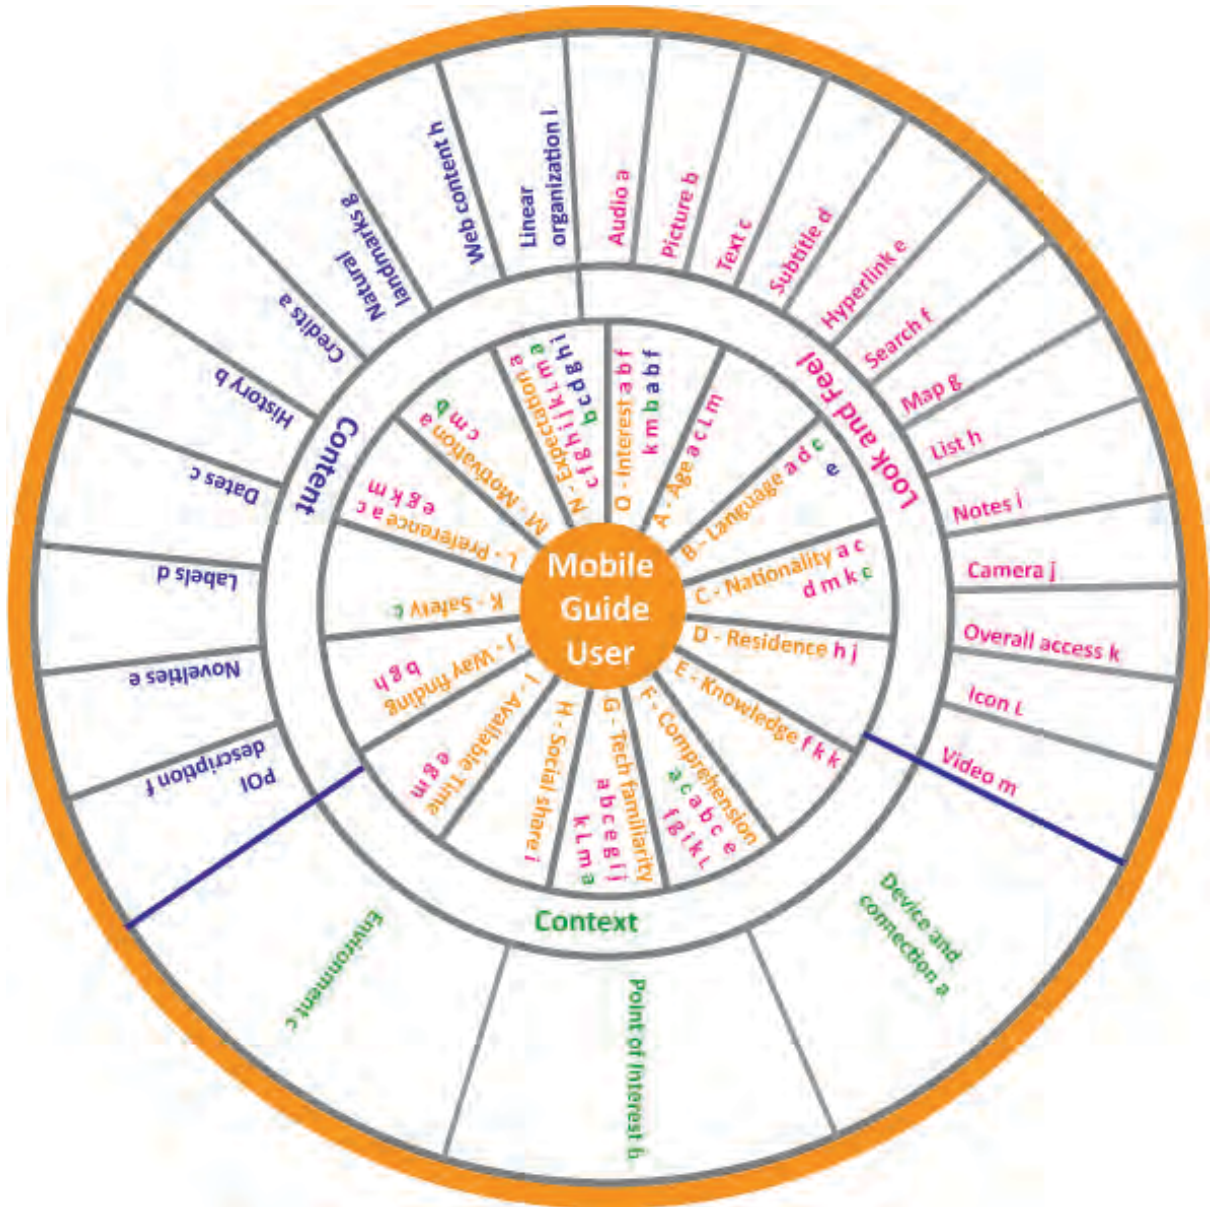 Mobile
Guide
User
A - Age a c L m
B - Language a d c
e
C - Nationality a c
d m k c
D - Residence h j
E - Knowledge f k k
F - Comprehension
a c a b c e
f g i k L
G - Tech familiarity
a b c e g i j
k L m a
H - Social share i
I - Available Time
e g m
J - Way finding
b g h
K - Safety c
L - Preference a c
e g k m
M - Motivation a
c m b
N - Expectation a
c f g h i j k L m a
b c d g h i
O - Interest a b f
k m b a b f
Look and Feel
Context
Content
Audio a
Picture b
Text c
Subtitle d
Hyperlink e
Search f
Map g
List h
Notes i
Camera j
Overall access k
Icon L
Video m
Device and
connection a
Point of Interest b
Environment c
POI
description f
Novelties e
Labels d
Dates c
History b
Credits a
Natural
landmarks g
Web content h
Linear
organization i